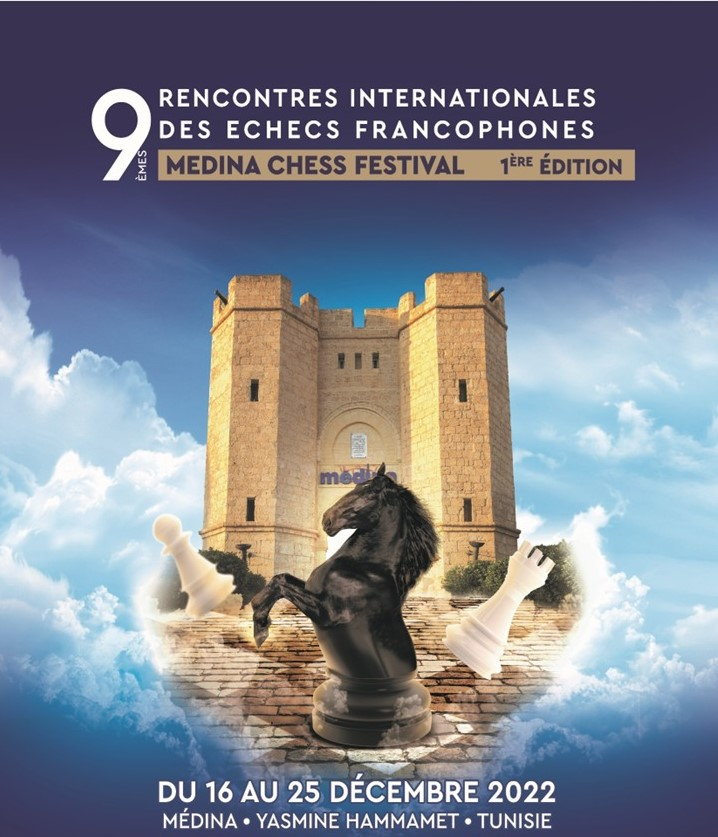 9ÈMES RENCONTRES INTERNATIONALES
DES ECHECS FRANCOPHONES
MEDINA CHESS FESTIVAL 1ÈRE ÉDITION
médina
DU 16 AU 25 DÉCEMBRE 2022
MÉDINA • YASMINE HAMMAMET • TUNISIE